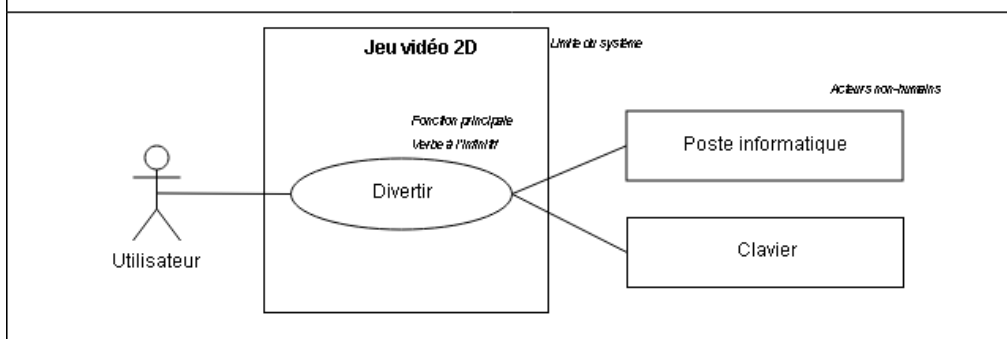 Jeu vidéo 2D
Limite du système
Acteurs non-humains
Fonction principale
Verbe à l'infinitif
Poste informatique
Divertir
Clavier
Utilisateur